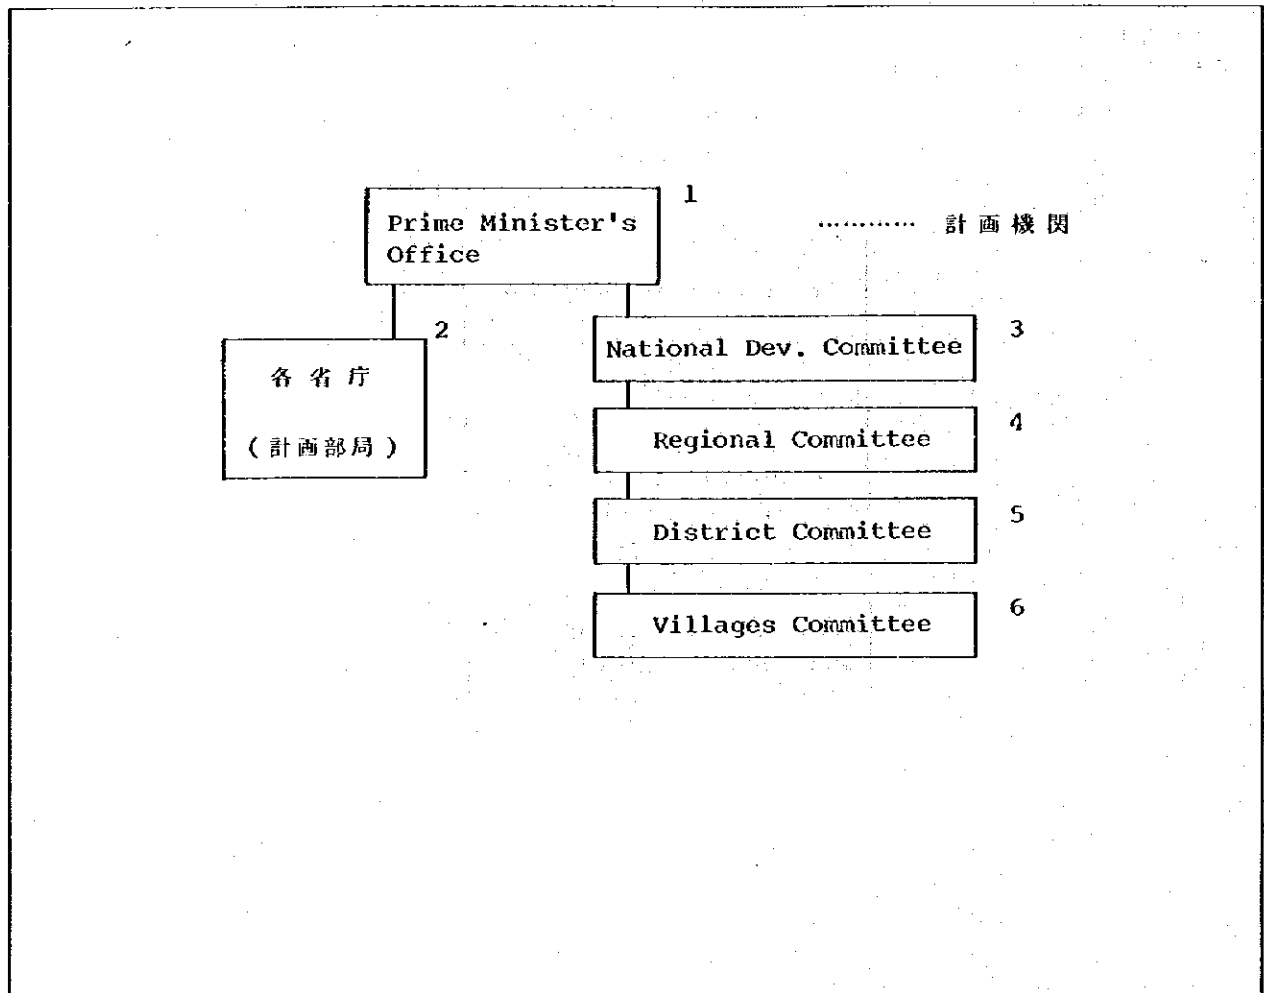 1
Prime Minister's
Office
………… 計画機関
2
各省庁
(計画部局)
National Dev. Committee
3
Regional Committee
4
District Committee
5
Villages Committee
6